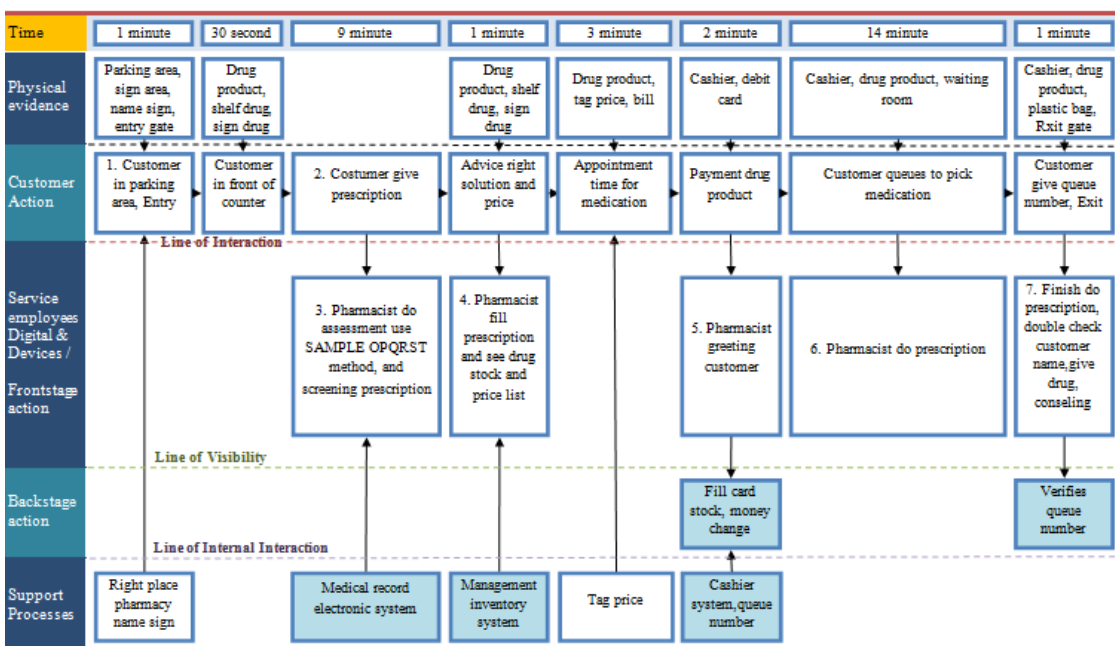 Time
1 minute
30 second
9 minute
1 minute
3 minute
2 minute
14 minute
1 minute
Physical
evidence
Parking area,
sign area,
name sign,
entry gate
Drug
product,
shelf drug,
sign drug
Drug
product, shelf
drug, sign
drug
Drug product,
tag price, bill
Cashier, debit
card
Cashier, drug product, waiting
room
Cashier, drug
product,
plastic bag,
Rxit gate
Customer
Action
1. Customer
in parking
area, Entry
Customer
in front of
counter
2. Costumer give
prescription
Advice right
solution and
price
Appointment
time for
medication
Payment drug
product
Customer queues to pick
medication
Customer
give queue
number, Exit
Line of Interaction
Service
employees
Digital &
Devices /
Frontstage
action
3. Pharmacist do
assessment use
SAMPLE OPQRST
method, and
screening prescription
4. Pharmacist
fill
prescription
and see drug
stock and
price list
5. Pharmacist
greeting
customer
6. Pharmacist do prescription
7. Finish do
prescription,
double check
customer
name,give
drug,
conseling
Line of Visibility
Backstage
action
Fill card
stock, money
change
Verifies
queue
number
Line of Internal Interaction
Support
Processes
Right place
pharmacy
name sign
Medical record
electronic system
Management
inventory
system
Tag price
Cashier
system,queue
number